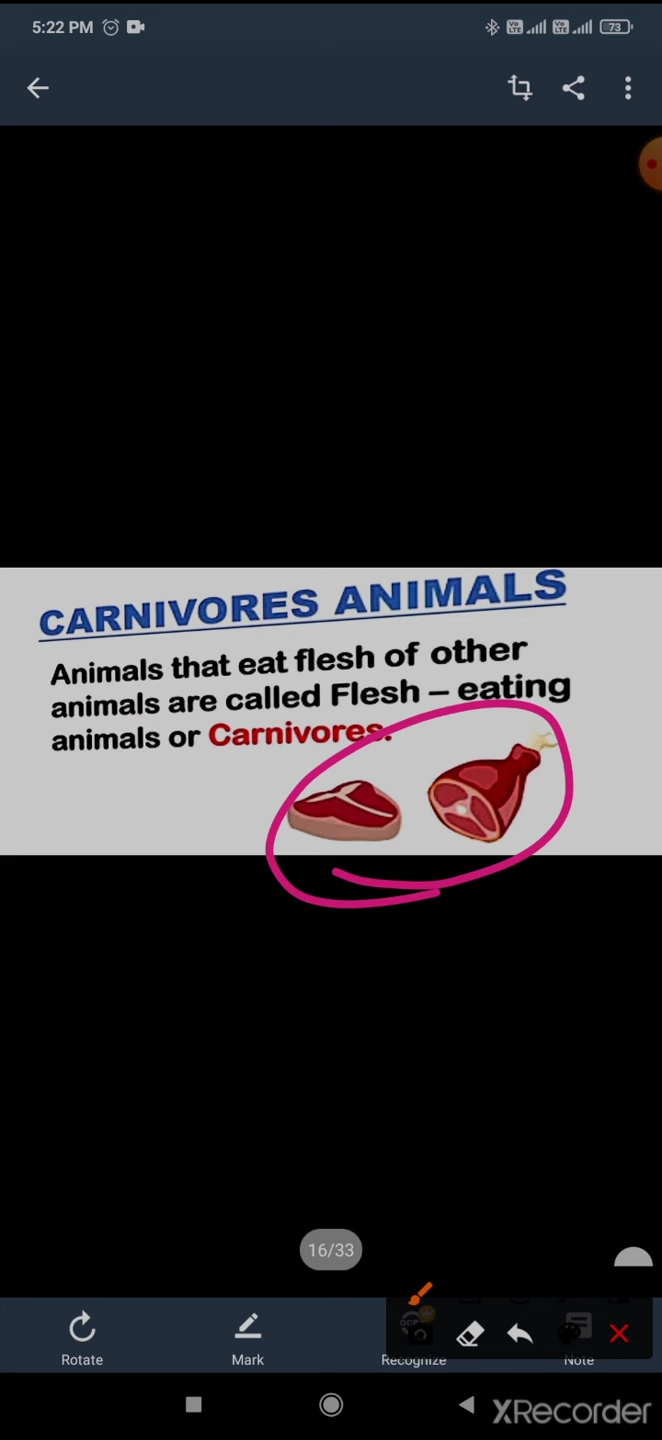 5:22 PM
73
CARNIVORES ANIMALS
Animals that eat flesh of other
animals are called Flesh – eating
animals or Carnivores.
16/33
Rotate
Mark
Recognize
Note
XRecorder